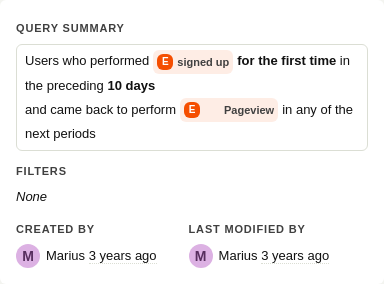 QUERY SUMMARY
Users who performed E signed up for the first time in
the preceding 10 days
and came back to perform E Pageview in any of the
next periods
FILTERS
None
CREATED BY LAST MODIFIED BY
M Marius 3 years ago M Marius 3 years ago